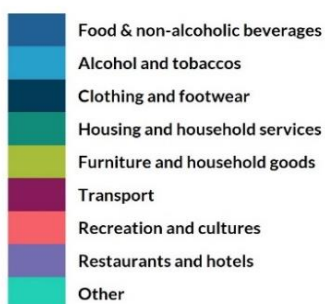 Food & non-alcoholic beverages
Alcohol and tobaccos
Clothing and footwear
Housing and household services
Furniture and household goods
Transport
Recreation and cultures
Restaurants and hotels
Other